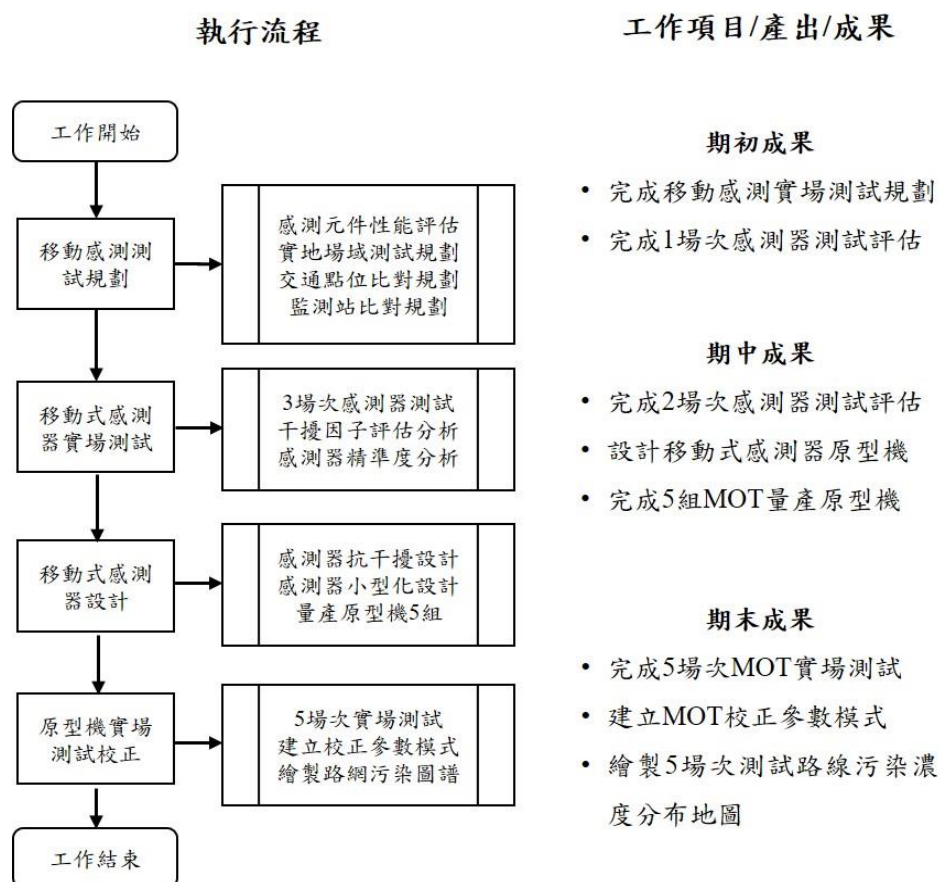 執行流程
工作項目/產出/成果
工作開始
移動感測測
試規劃
感測元件性能評估
實地場域測試規劃
交通點位比對規劃
監測站比對規劃
移動式感測
器實場測試
3場次感測器測試
干擾因子評估分析
感測器精準度分析
移動式感測
器設計
感測器抗干擾設計
感測器小型化設計
量產原型機5組
原型機實場
測試校正
5場次實場測試
建立校正參數模式
繪製路網污染圖譜
工作結束
期初成果
• 完成移動感測實場測試規劃
• 完成1場次感測器測試評估
期中成果
• 完成2場次感測器測試評估
• 設計移動式感測器原型機
• 完成5組MOT量產原型機
期末成果
• 完成5場次MOT實場測試
• 建立MOT校正參數模式
• 繪製5場次測試路線污染濃
度分布地圖